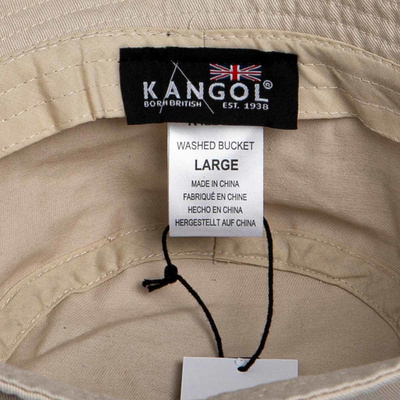 KANGOL®
BORN BRITISH EST. 1938
WASHED BUCKET
LARGE
MADE IN CHINA
FABRIQUÉ EN CHINE
HECHO EN CHINA
HERGESTELLT AUF CHINA